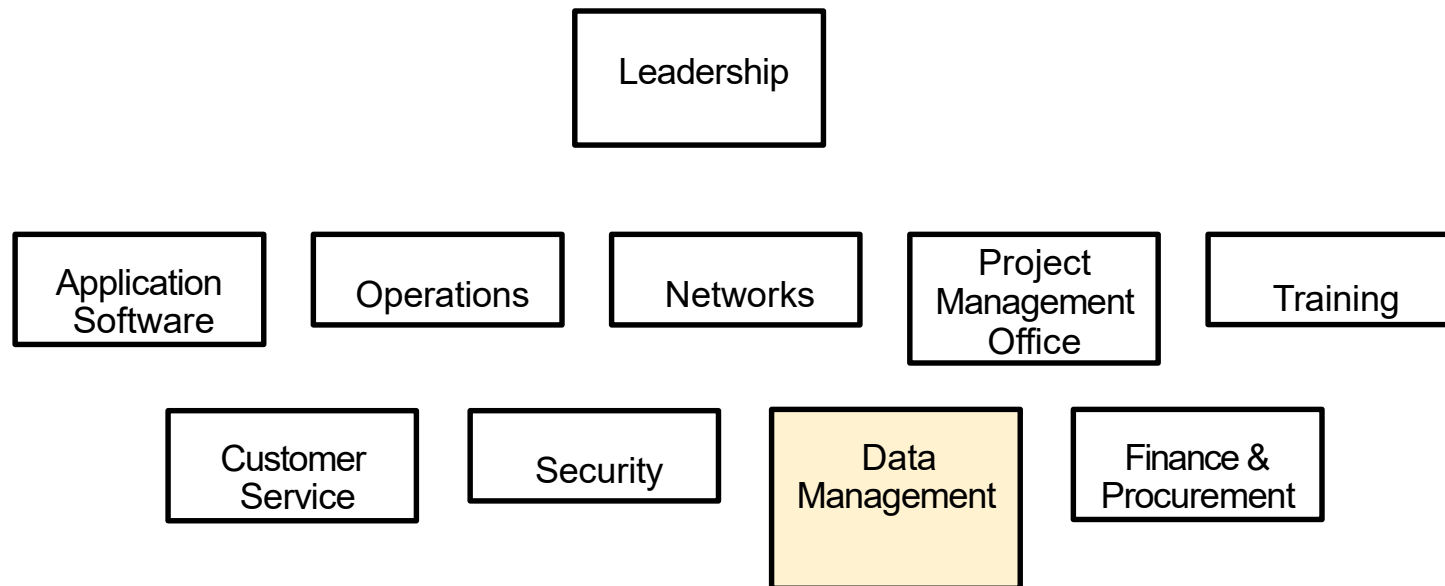 Leadership
Application
Software
Operations
Networks
Project
Management
Office
Training
Customer
Service
Security
Data
Management
Finance &
Procurement